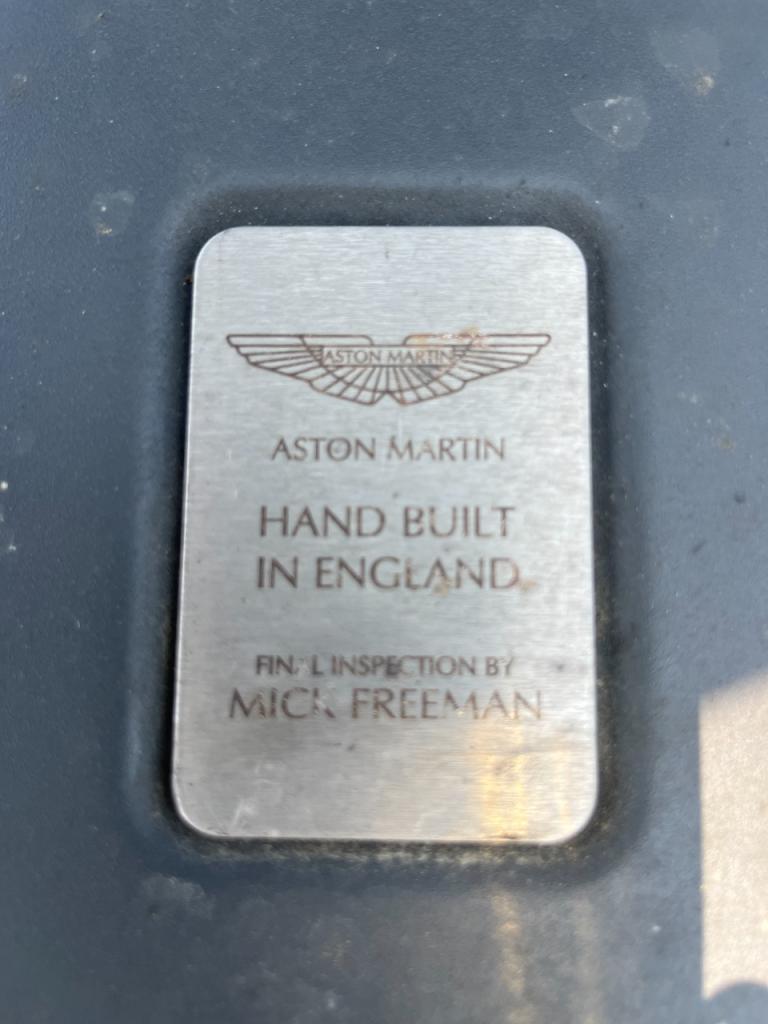 ASTON MARTIN
ASTON MARTIN
HAND BUILT
IN ENGLAND
FINAL INSPECTION BY
MICK FREEMAN